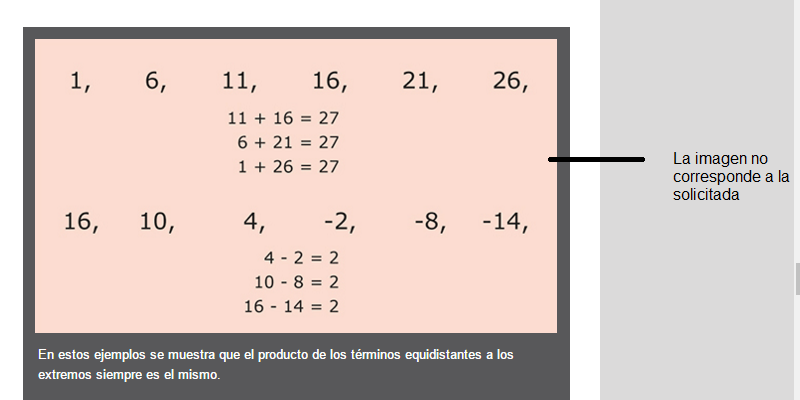 1, 6, 11, 16, 21, 26,
11 + 16 = 27
6 + 21 = 27
1 + 26 = 27
16, 10, 4, -2, -8, -14,
4 - 2 = 2
10 - 8 = 2
16 - 14 = 2
En estos ejemplos se muestra que el producto de los términos equidistantes a los
extremos siempre es el mismo.
La imagen no
corresponde a la
solicitada